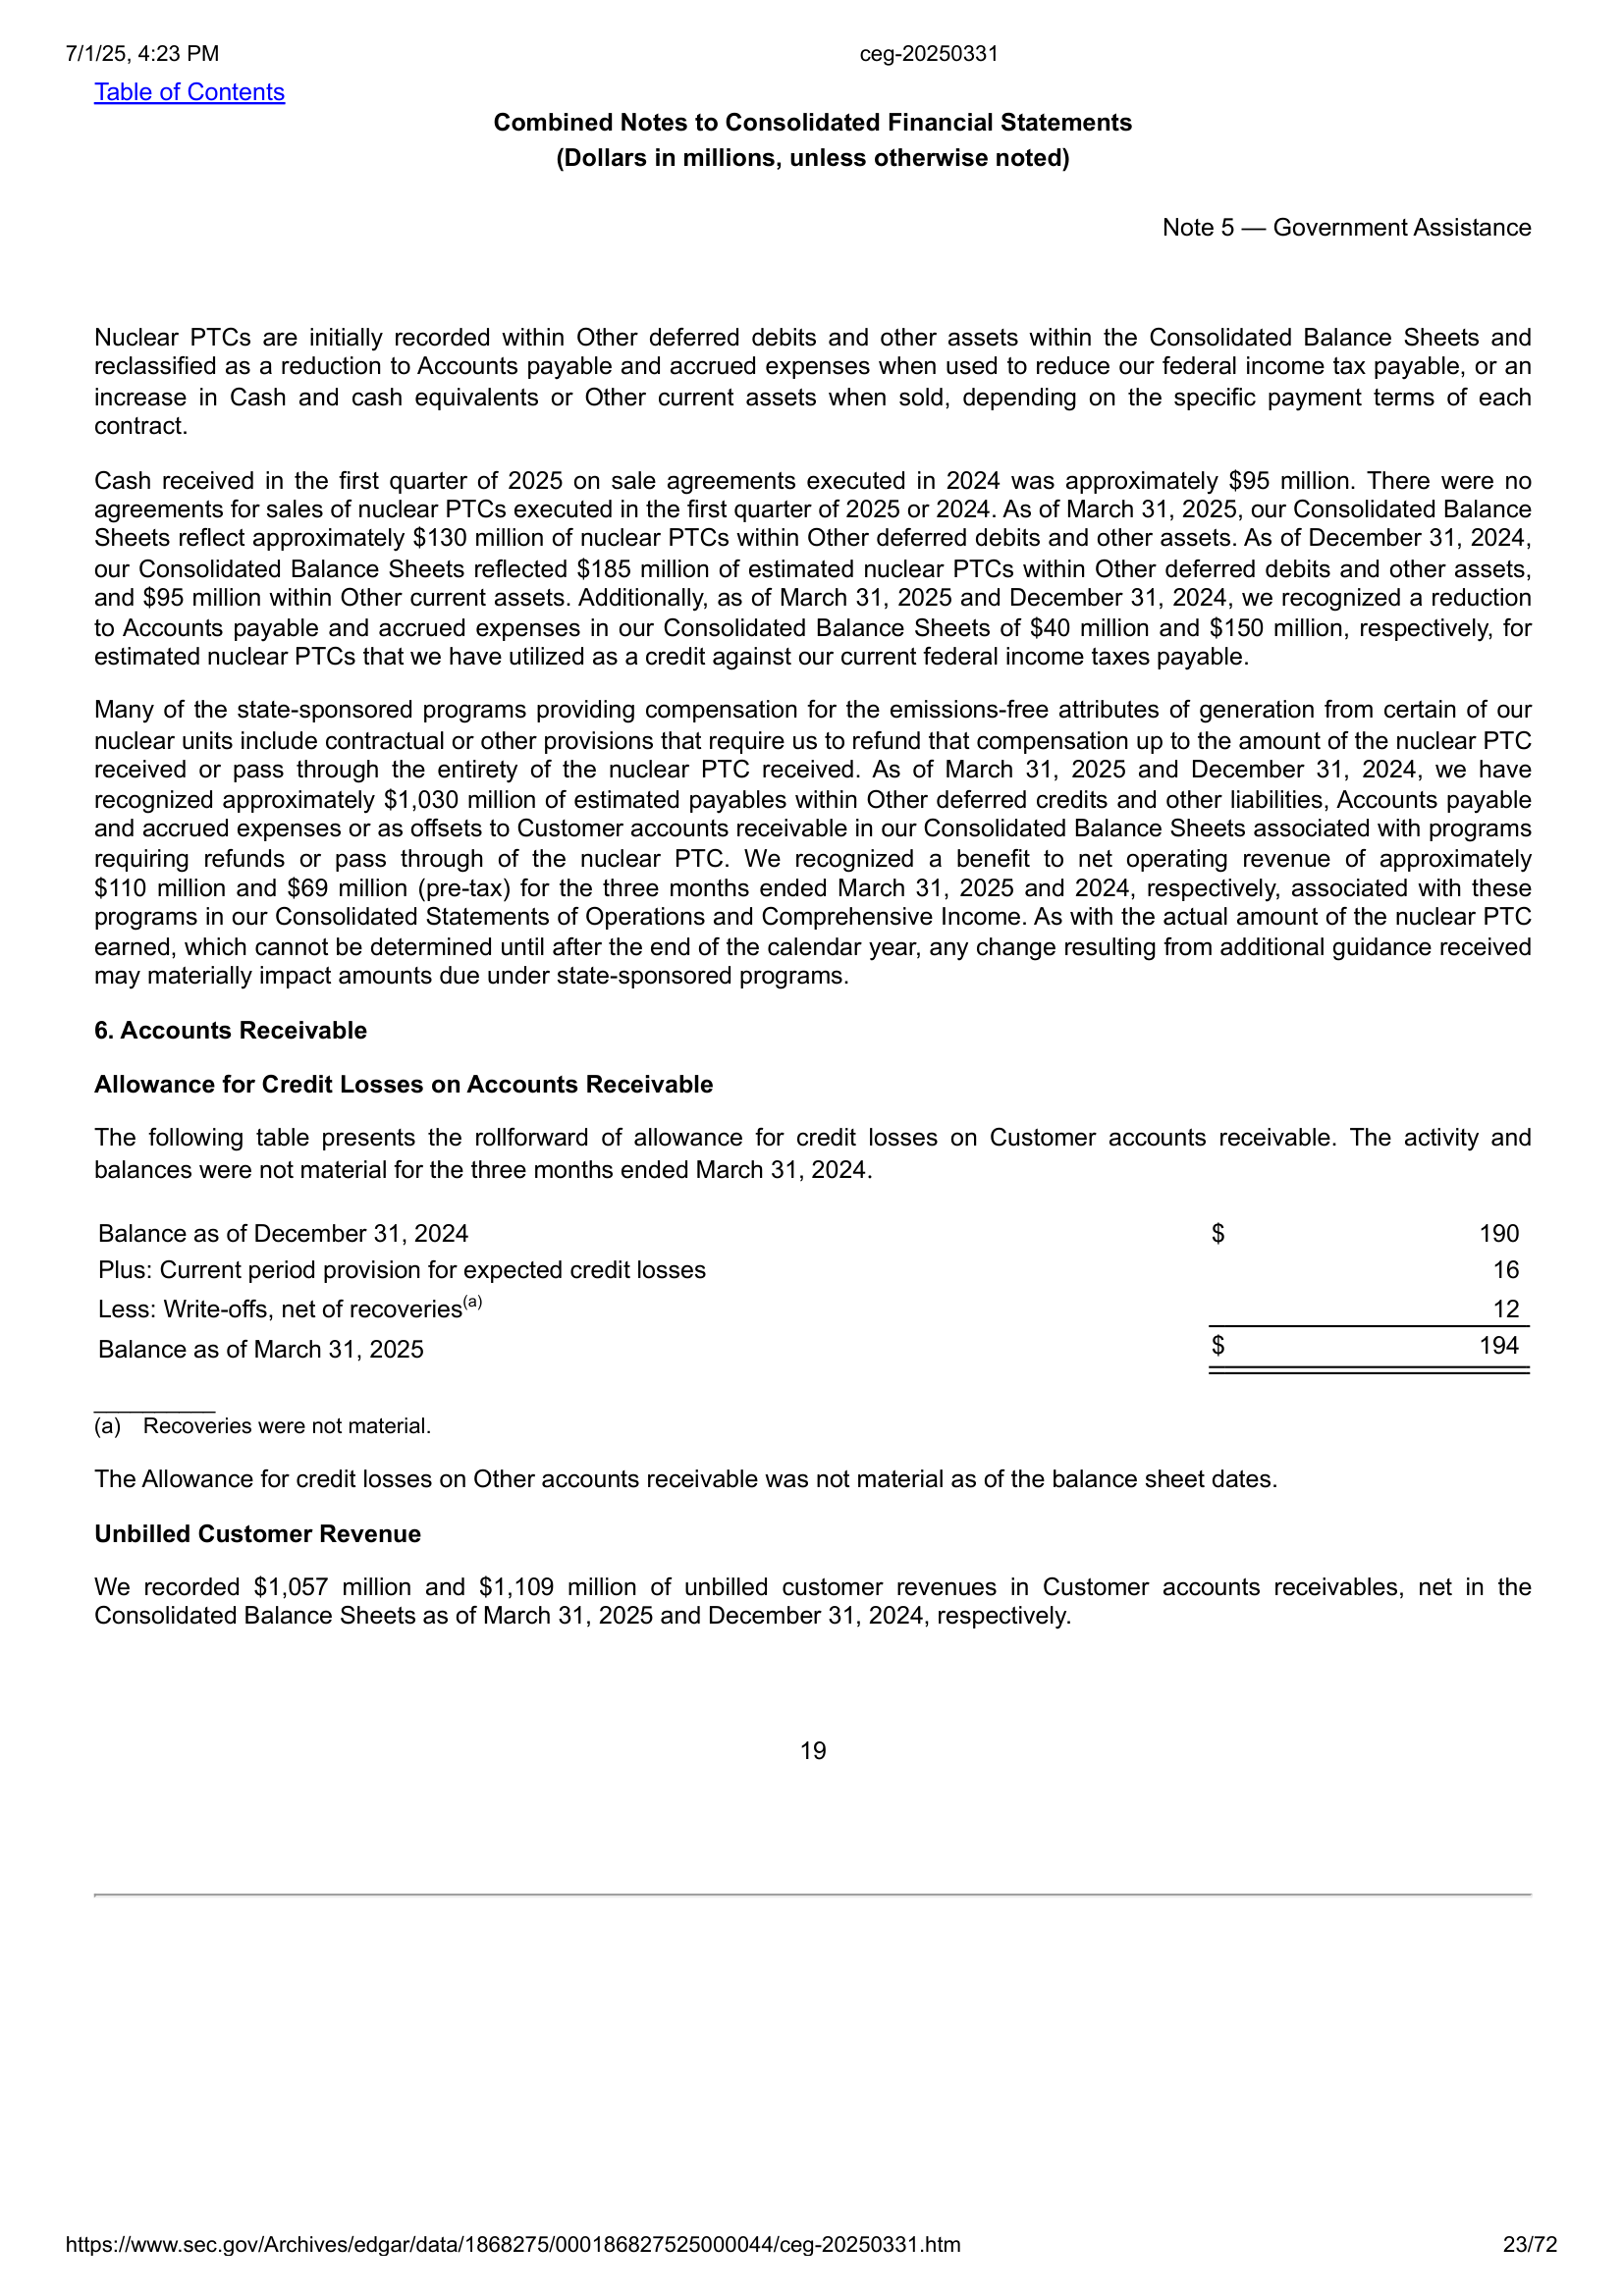 7/1/25, 4:23 PM ceg-20250331
Table of Contents
Combined Notes to Consolidated Financial Statements
(Dollars in millions, unless otherwise noted)
Note 5 — Government Assistance
Nuclear PTCs are initially recorded within Other deferred debits and other assets within the Consolidated Balance Sheets and
reclassified as a reduction to Accounts payable and accrued expenses when used to reduce our federal income tax payable, or an
increase in Cash and cash equivalents or Other current assets when sold, depending on the specific payment terms of each
contract.
Cash received in the first quarter of 2025 on sale agreements executed in 2024 was approximately $95 million. There were no
agreements for sales of nuclear PTCs executed in the first quarter of 2025 or 2024. As of March 31, 2025, our Consolidated Balance
Sheets reflect approximately $130 million of nuclear PTCs within Other deferred debits and other assets. As of December 31, 2024,
our Consolidated Balance Sheets reflected $185 million of estimated nuclear PTCs within Other deferred debits and other assets,
and $95 million within Other current assets. Additionally, as of March 31, 2025 and December 31, 2024, we recognized a reduction
to Accounts payable and accrued expenses in our Consolidated Balance Sheets of $40 million and $150 million, respectively, for
estimated nuclear PTCs that we have utilized as a credit against our current federal income taxes payable.
Many of the state-sponsored programs providing compensation for the emissions-free attributes of generation from certain of our
nuclear units include contractual or other provisions that require us to refund that compensation up to the amount of the nuclear PTC
received or pass through the entirety of the nuclear PTC received. As of March 31, 2025 and December 31, 2024, we have
recognized approximately $1,030 million of estimated payables within Other deferred credits and other liabilities, Accounts payable
and accrued expenses or as offsets to Customer accounts receivable in our Consolidated Balance Sheets associated with programs
requiring refunds or pass through of the nuclear PTC. We recognized a benefit to net operating revenue of approximately
$110 million and $69 million (pre-tax) for the three months ended March 31, 2025 and 2024, respectively, associated with these
programs in our Consolidated Statements of Operations and Comprehensive Income. As with the actual amount of the nuclear PTC
earned, which cannot be determined until after the end of the calendar year, any change resulting from additional guidance received
may materially impact amounts due under state-sponsored programs.
6. Accounts Receivable
Allowance for Credit Losses on Accounts Receivable
The following table presents the rollforward of allowance for credit losses on Customer accounts receivable. The activity and
balances were not material for the three months ended March 31, 2024.
Balance as of December 31, 2024 $ 190
Plus: Current period provision for expected credit losses 16
Less: Write-offs, net of recoveries(a) 12
Balance as of March 31, 2025 $ 194
__________
(a) Recoveries were not material.
The Allowance for credit losses on Other accounts receivable was not material as of the balance sheet dates.
Unbilled Customer Revenue
We recorded $1,057 million and $1,109 million of unbilled customer revenues in Customer accounts receivables, net in the
Consolidated Balance Sheets as of March 31, 2025 and December 31, 2024, respectively.
19
https://www.sec.gov/Archives/edgar/data/1868275/000186827525000044/ceg-20250331.htm 23/72